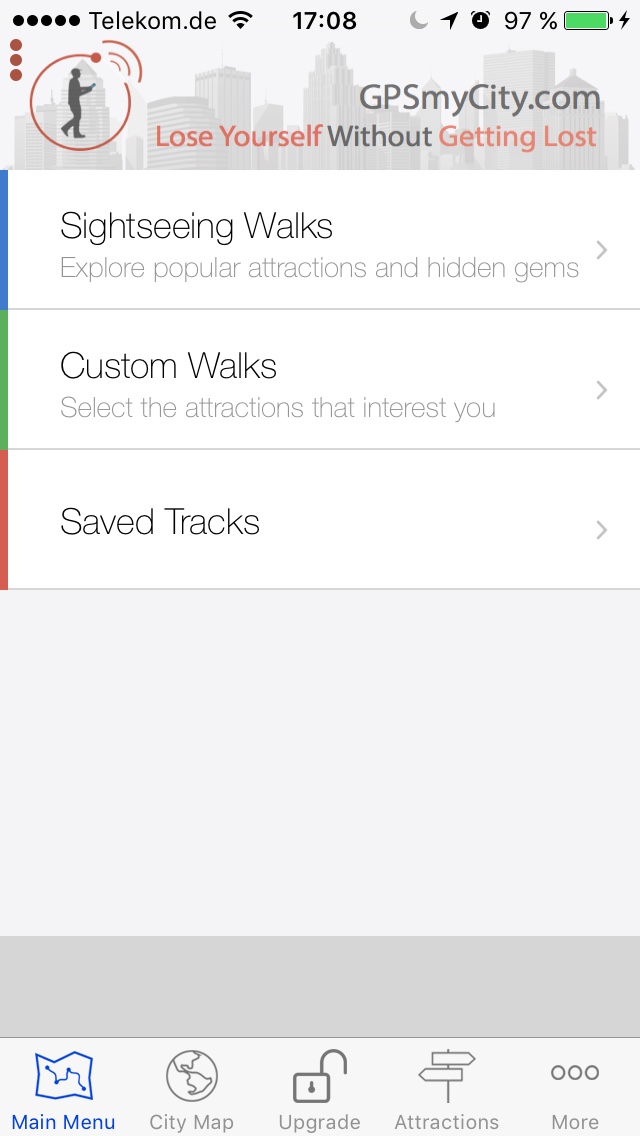 Telekom.de 17:08 97 %
GPSmyCity.com
Lose Yourself Without Getting Lost
Sightseeing Walks
Explore popular attractions and hidden gems
Custom Walks
Select the attractions that interest you
Saved Tracks
Main Menu City Map Upgrade Attractions More